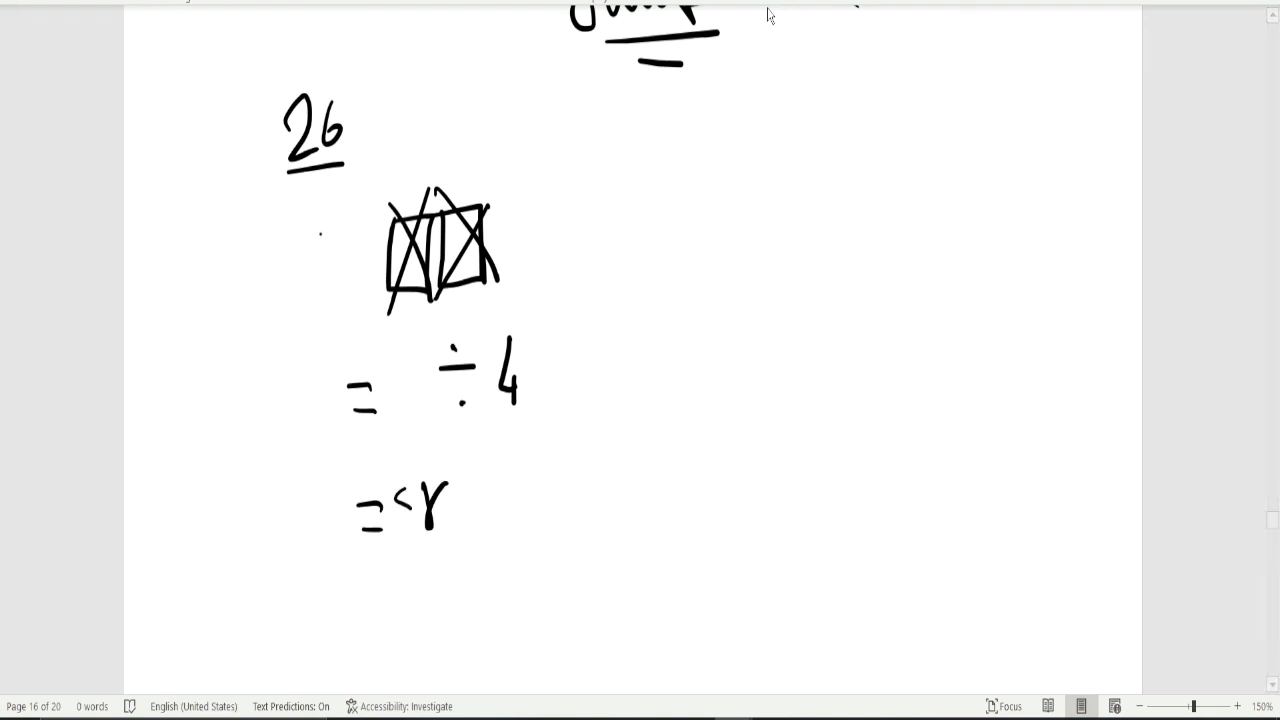 26
= ÷ 4
Page 16 of 20 0 words English (United States) Text Predictions: On Accessibility: Investigate Focus 150%